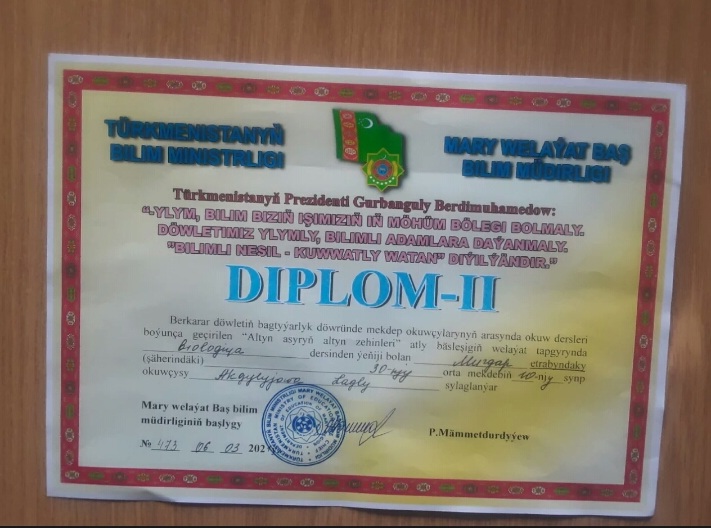 TÜRKMENISTANYŇ
BILIM MINISTRLIGI
MARY WELAÝAT BAŞ
BILIM MÜDIRLIGI
Türkmenistanyň Prezidenti Gurbanguly Berdimuhamedow:
“-YLYM, BILIM BIZIŇ IŞIMIZIŇ IŇ MÖHÜM BÖLEGI BOLMALY.
DÖWLETIMIZ YLYMLY, BILIMLI ADAMLARA DAÝANMALY.
"BILIMLI NESIL - KUWWATLY WATAN" DIÝILÝÄNDIR.”
DIPLOM-II
Berkarar döwletiň bagtyýarlyk döwründe mekdep okuwçylarynyň arasynda okuw dersleri
boýunça geçirilen “Altyn asyryň altyn zehinleri” atly bäsleşigiň welaýat tapgyrynda
Biologiýa dersinden ýeňiji bolan Murgap etrabyndaky
(şäherindäki) 30-njy orta mekdebiň 10-njy synp
okuwçysy Lagly sylaglanýar
Mary welaýat Baş bilim
müdirliginiň başlygy
P.Mämmetdurdyýew
№ 06 03 202